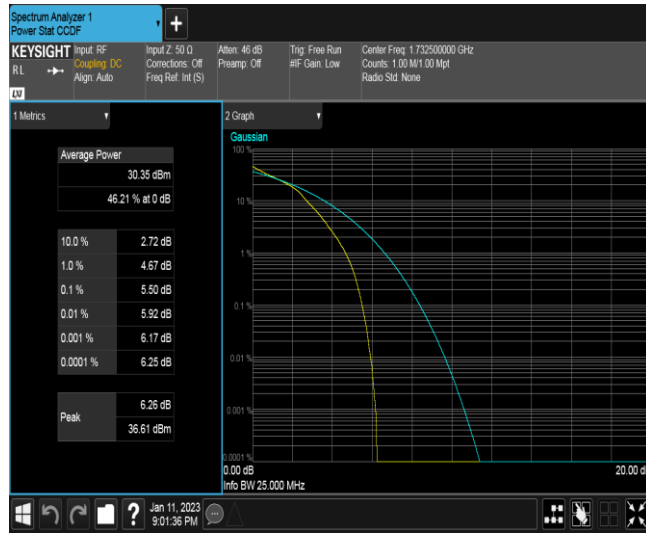 Spectrum Analyzer 1
Power Stat CCDF
+
KEYSIGHT
RL
LXI
Input: RF
Coupling: DC
Align: Auto
Input Z: 50 Ω
Corrections: Off
Freq Ref: Int (S)
Atten: 46 dB
Preamp: Off
Trig: Free Run
#IF Gain: Low
Center Freq: 1.732500000 GHz
Counts: 1.00 M/1.00 Mpt
Radio Std: None
1 Metrics
Average Power
30.35 dBm
46.21 % at 0 dB
10.0 % 2.72 dB
1.0 % 4.67 dB
0.1 % 5.50 dB
0.01 % 5.92 dB
0.001 % 6.17 dB
0.0001 % 6.25 dB
Peak
6.26 dB
36.61 dBm
2 Graph
Gaussian
100 %
10 %
1 %
0.1 %
0.01 %
0.001 %
0.0001 %
0.00 dB
20.00 d
Info BW 25.000 MHz
?
Jan 11, 2023
9:01:36 PM